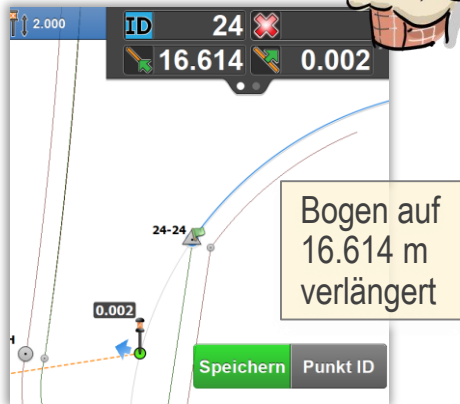 2.000
ID 24
16.614 0.002
24-24
0.002
H
Bogen auf
16.614 m
verlängert
Speichern Punkt ID